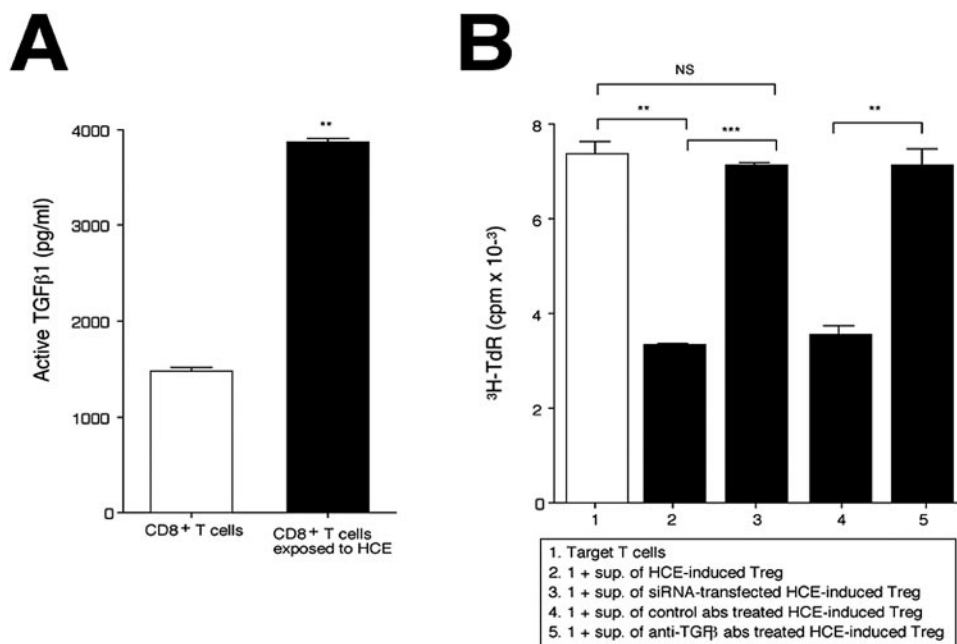 A
Active TGFβ1 (pg/ml)
4000
3000
2000
1000
0
**
CD8+ T cells
CD8+ T cells
exposed to HCE
B
³H-TdR (cpm x 10⁻³)
8
6
4
2
0
NS
**
***
**
1
2
3
4
5
1. Target T cells
2. 1 + sup. of HCE-induced Treg
3. 1 + sup. of siRNA-transfected HCE-induced Treg
4. 1 + sup. of control abs treated HCE-induced Treg
5. 1 + sup. of anti-TGFβ abs treated HCE-induced Treg